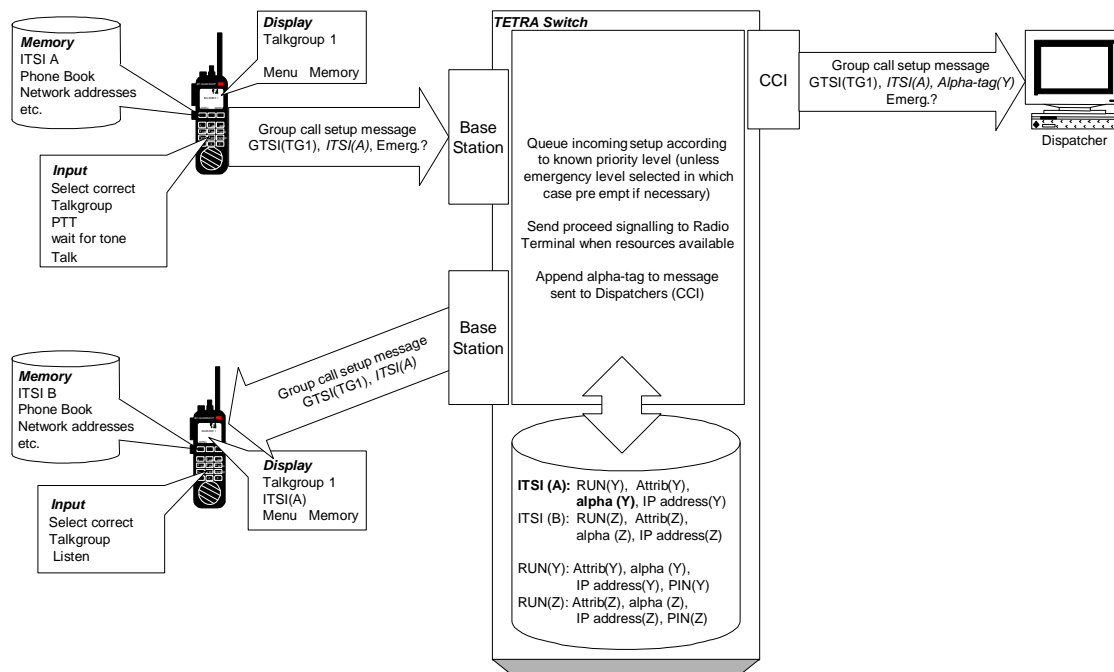 Memory
ITSI A
Phone Book
Network addresses
etc.
Display
Talkgroup 1
Menu Memory
Input
Select correct
Talkgroup
PTT
wait for tone
Talk
Group call setup message
GTSI(TG1), ITSI(A), Emerg.?
Base
Station
TETRA Switch
Queue incoming setup according
to known priority level (unless
emergency level selected in which
case pre empt if necessary)
Send proceed signalling to Radio
Terminal when resources available
Append alpha-tag to message
sent to Dispatchers (CCI)
CCI
Group call setup message
GTSI(TG1), ITSI(A), Alpha-tag(Y)
Emerg.?
Dispatcher
Base
Station
Group call setup message
GTSI(TG1), ITSI(A)
Memory
ITSI B
Phone Book
Network addresses
etc.
Display
Talkgroup 1
ITSI(A)
Menu Memory
Input
Select correct
Talkgroup
Listen
ITSI (A): RUN(Y), Attrib(Y),
alpha (Y), IP address(Y)
ITSI (B): RUN(Z), Attrib(Z),
alpha (Z), IP address(Z)
RUN(Y): Attrib(Y), alpha (Y),
IP address(Y), PIN(Y)
RUN(Z): Attrib(Z), alpha (Z),
IP address(Z), PIN(Z)